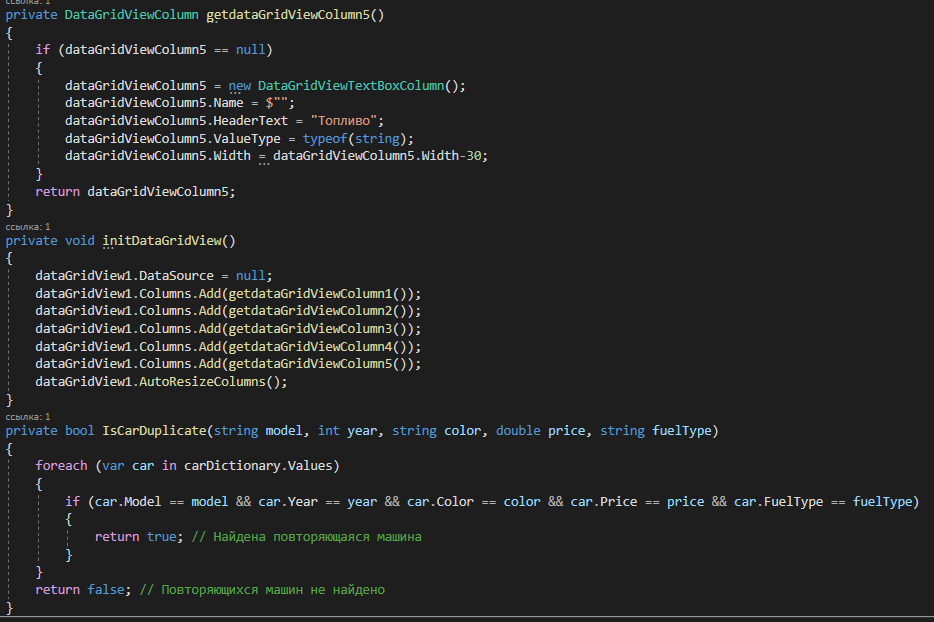 ссылка: 1
private DataGridViewColumn getdataGridViewColumn5()
{
    if (dataGridViewColumn5 == null)
    {
        dataGridViewColumn5 = new DataGridViewTextBoxColumn();
        dataGridViewColumn5.Name = $"";
        dataGridViewColumn5.HeaderText = "Топливо";
        dataGridViewColumn5.ValueType = typeof(string);
        dataGridViewColumn5.Width = dataGridViewColumn5.Width-30;
    }
    return dataGridViewColumn5;
}
ссылка: 1
private void initDataGridView()
{
    dataGridView1.DataSource = null;
    dataGridView1.Columns.Add(getdataGridViewColumn1());
    dataGridView1.Columns.Add(getdataGridViewColumn2());
    dataGridView1.Columns.Add(getdataGridViewColumn3());
    dataGridView1.Columns.Add(getdataGridViewColumn4());
    dataGridView1.Columns.Add(getdataGridViewColumn5());
    dataGridView1.AutoResizeColumns();
}
ссылка: 1
private bool IsCarDuplicate(string model, int year, string color, double price, string fuelType)
{
    foreach (var car in carDictionary.Values)
    {
        if (car.Model == model && car.Year == year && car.Color == color && car.Price == price && car.FuelType == fuelType)
        {
            return true; // Найдена повторяющаяся машина
        }
    }
    return false; // Повторяющихся машин не найдено
}